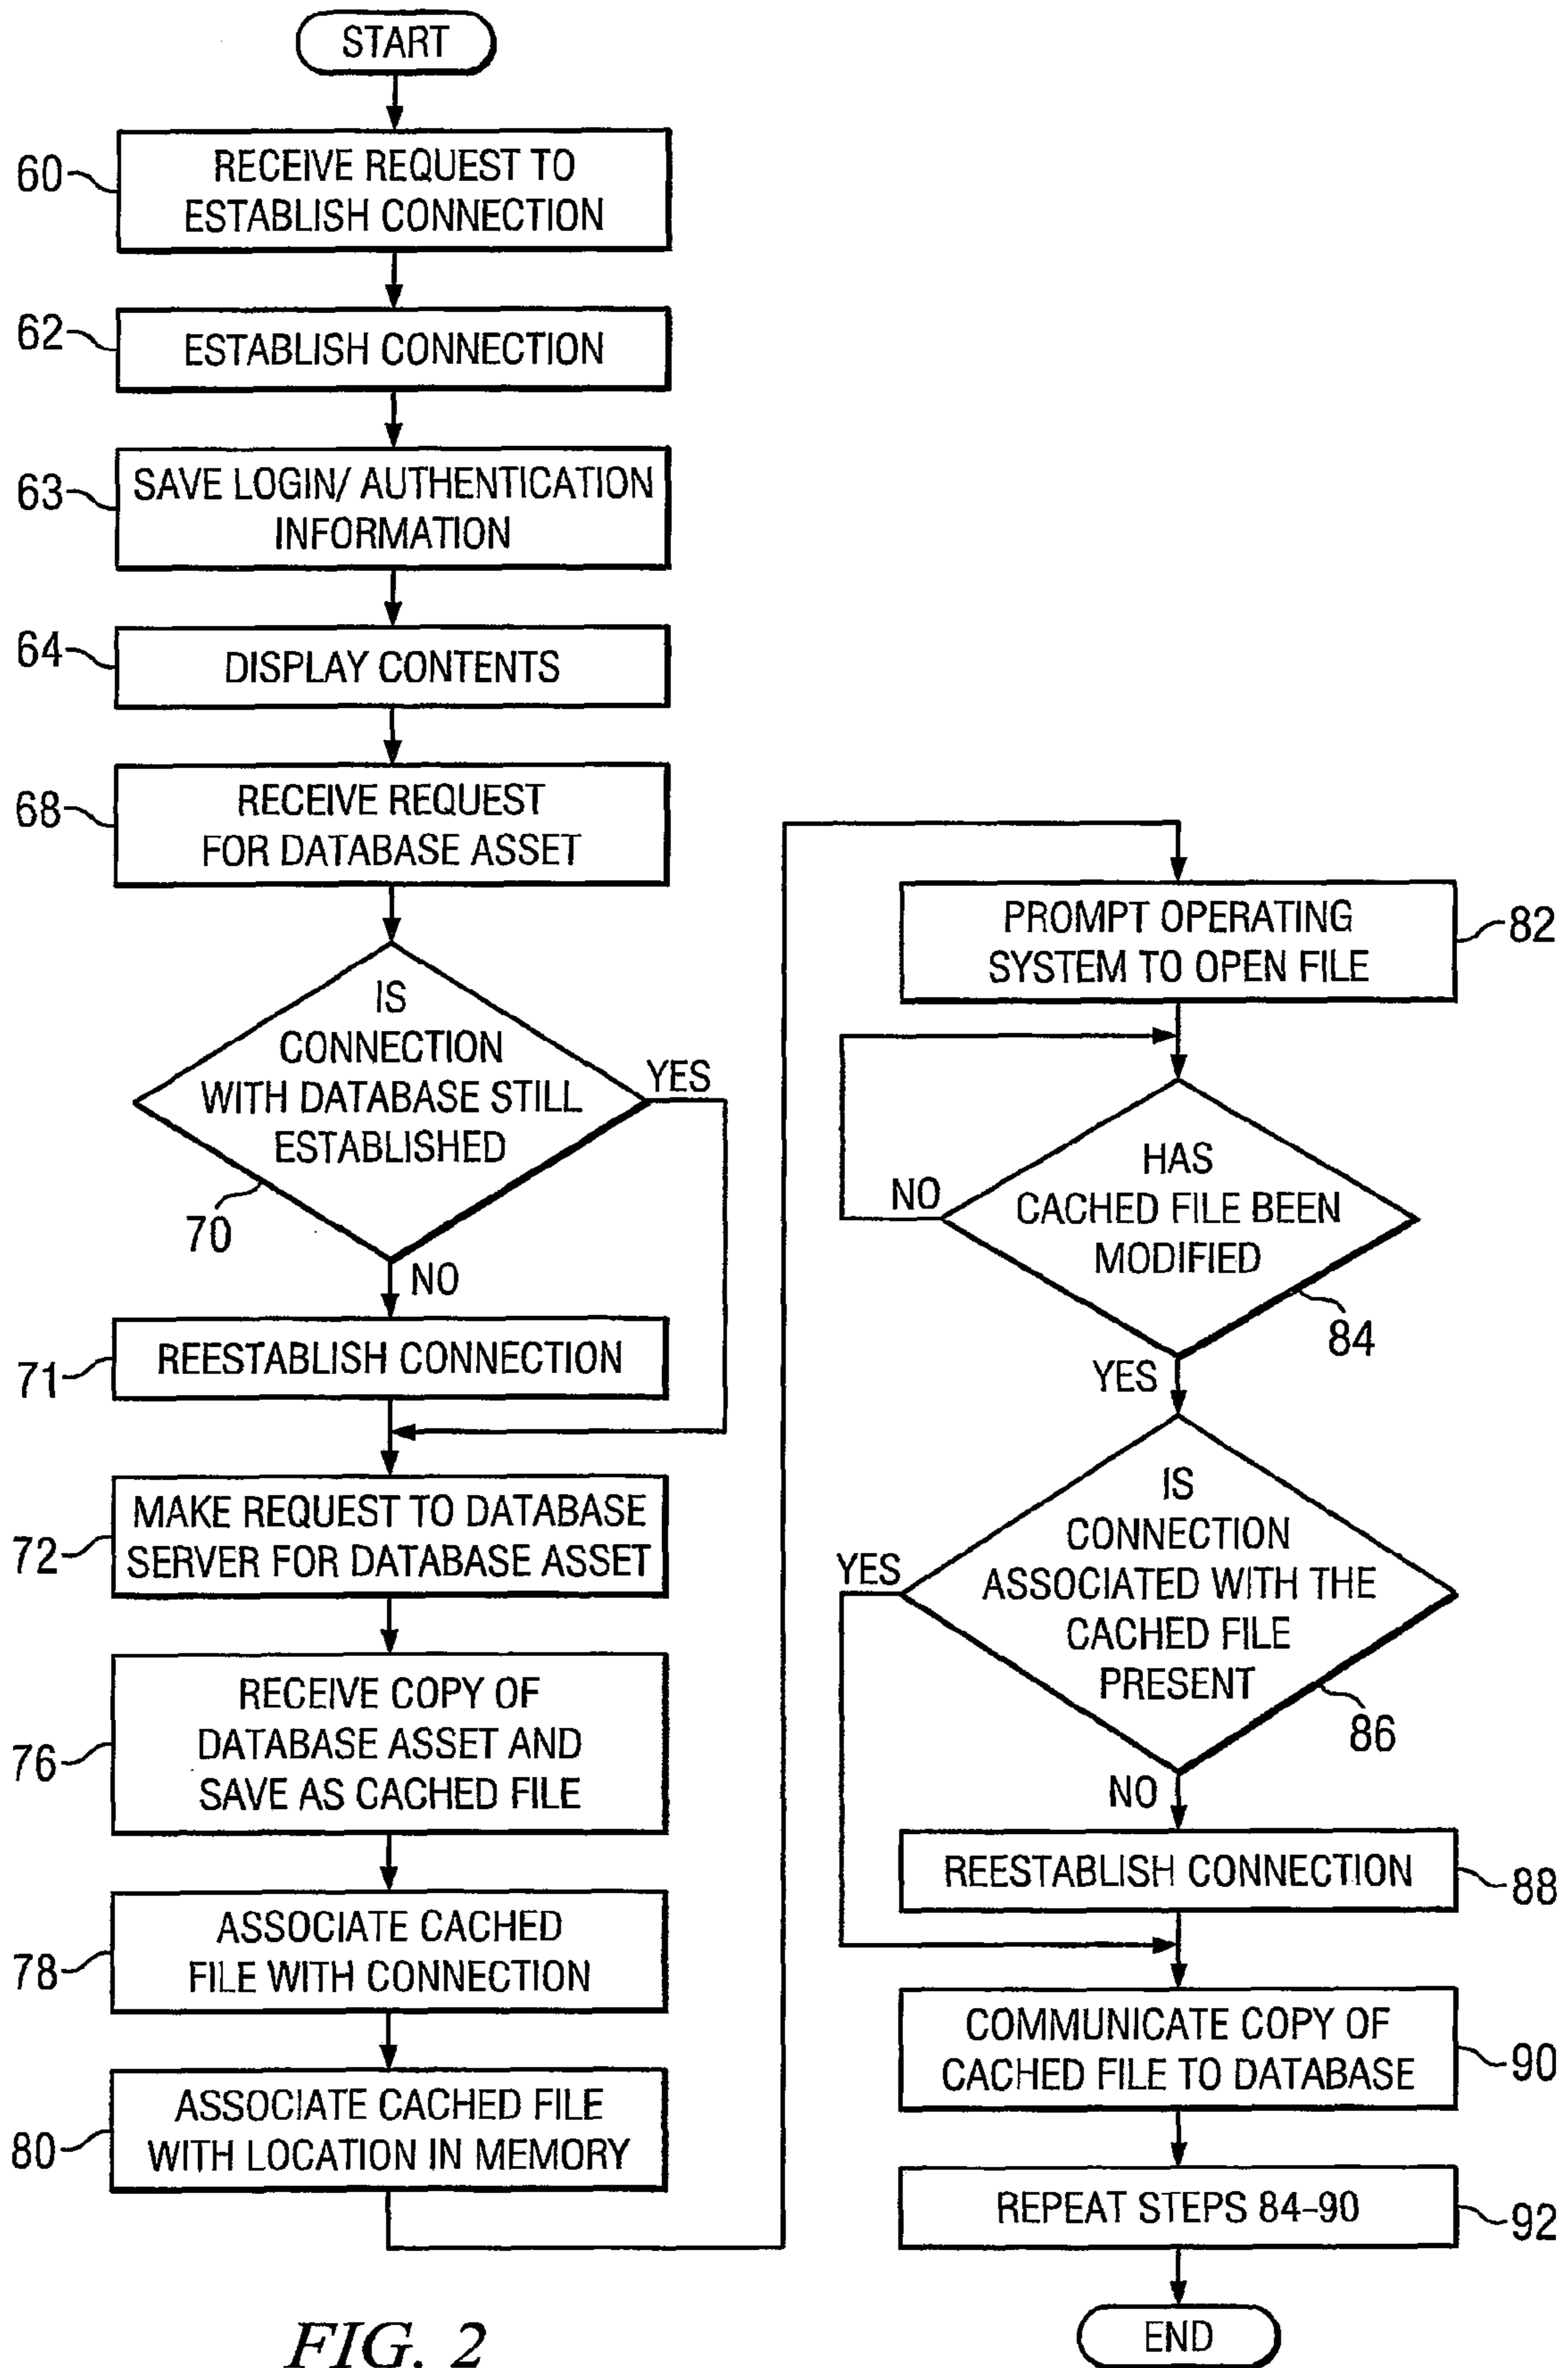 START
60
RECEIVE REQUEST TO
ESTABLISH CONNECTION
62
ESTABLISH CONNECTION
63
SAVE LOGIN/ AUTHENTICATION
INFORMATION
64
DISPLAY CONTENTS
68
RECEIVE REQUEST
FOR DATABASE ASSET
IS
CONNECTION
WITH DATABASE STILL
ESTABLISHED
YES
70
NO
71
REESTABLISH CONNECTION
72
MAKE REQUEST TO DATABASE
SERVER FOR DATABASE ASSET
76
RECEIVE COPY OF
DATABASE ASSET AND
SAVE AS CACHED FILE
78
ASSOCIATE CACHED
FILE WITH CONNECTION
80
ASSOCIATE CACHED FILE
WITH LOCATION IN MEMORY
PROMPT OPERATING
SYSTEM TO OPEN FILE
82
HAS
CACHED FILE BEEN
MODIFIED
NO
84
YES
IS
CONNECTION
ASSOCIATED WITH THE
CACHED FILE
PRESENT
YES
86
NO
REESTABLISH CONNECTION
88
COMMUNICATE COPY OF
CACHED FILE TO DATABASE
90
REPEAT STEPS 84-90
92
END
FIG. 2